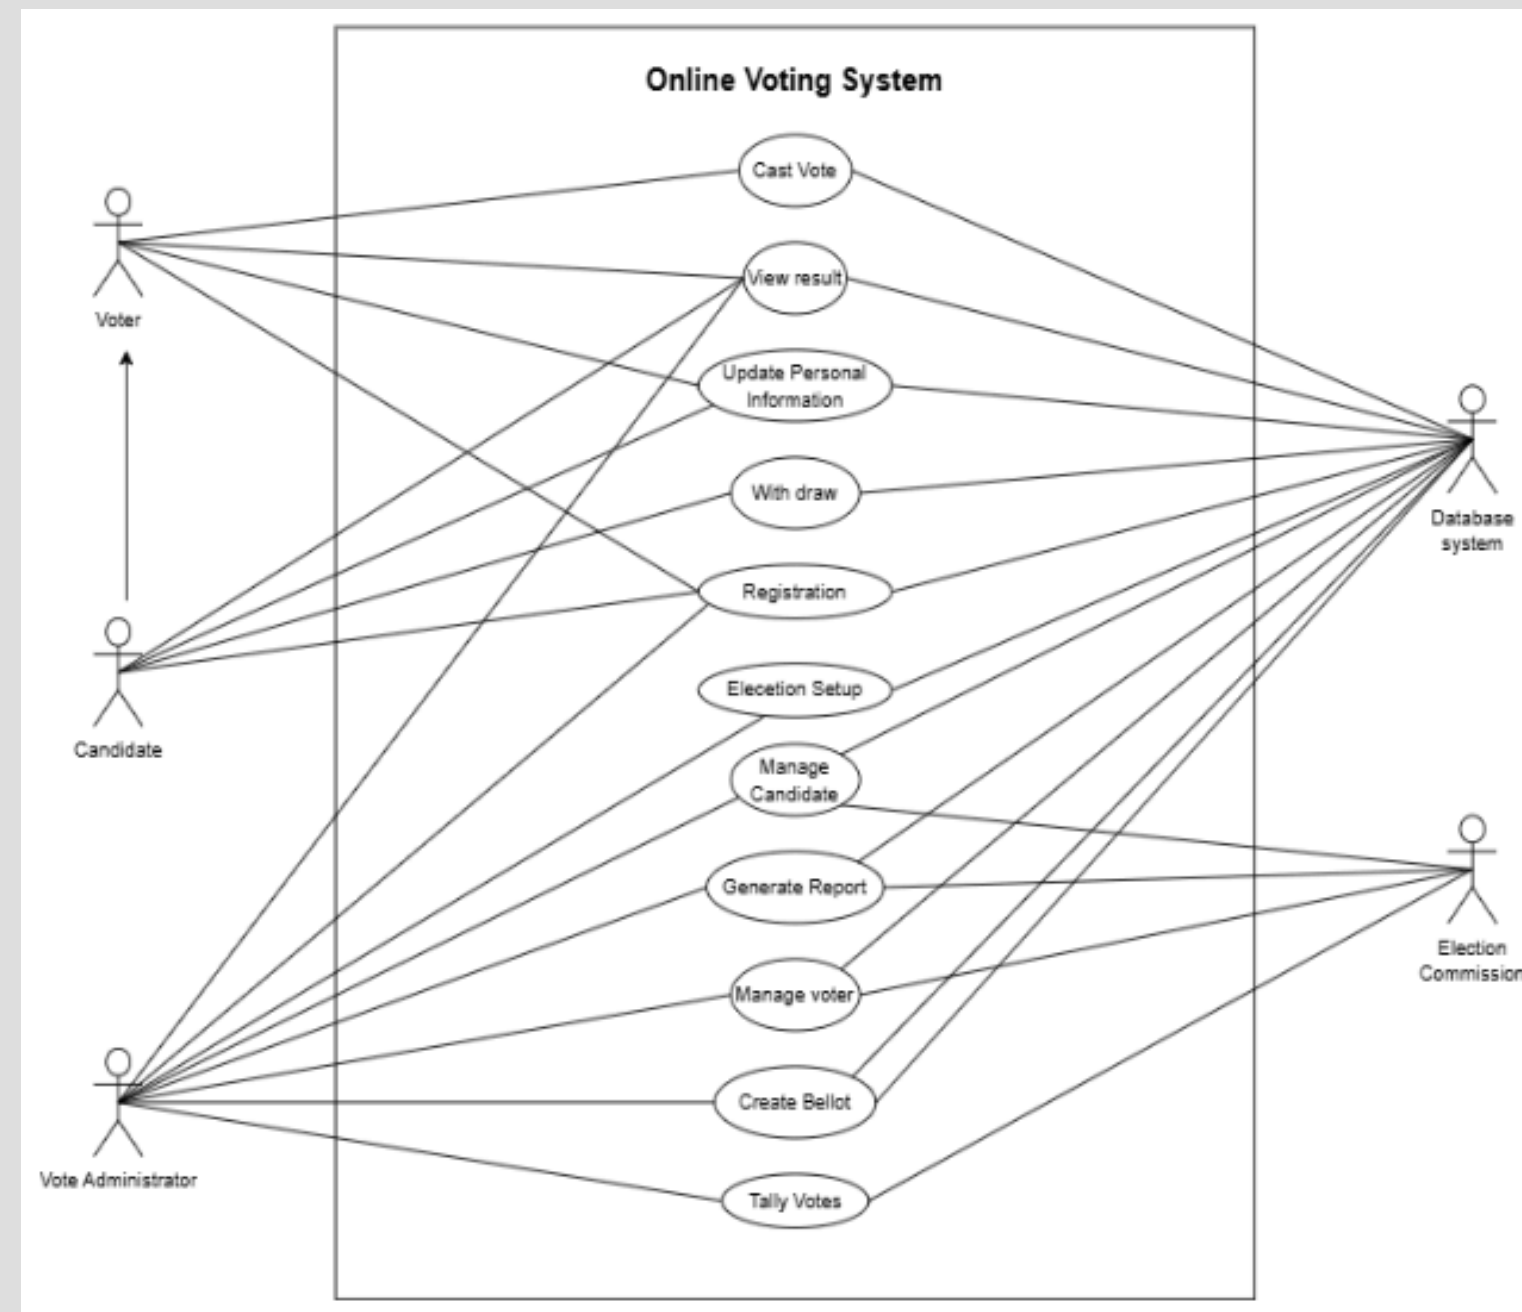 Online Voting System
Cast Vote
Voter
View result
Update Personal
Information
With draw
Database
system
Registration
Elecetion Setup
Candidate
Manage
Candidate
Generate Report
Election
Commission
Manage voter
Create Bellot
Vote Administrator
Tally Votes